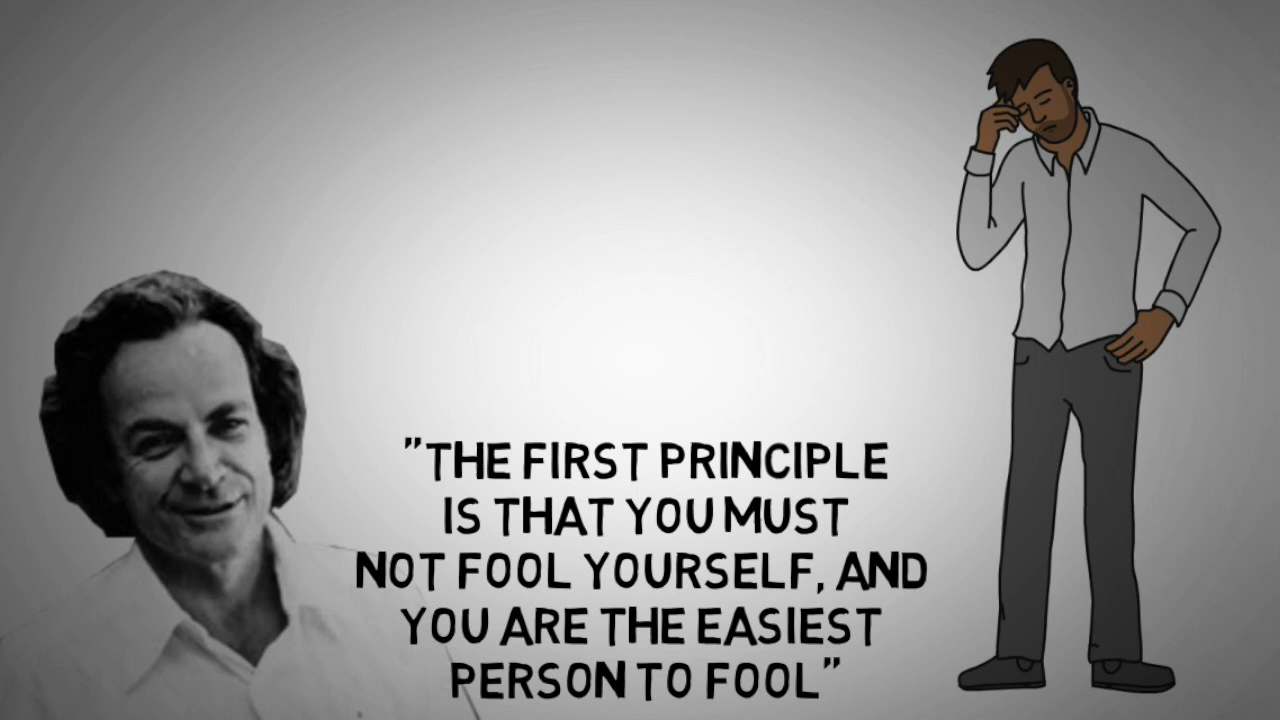 "THE FIRST PRINCIPLE
IS THAT YOU MUST
NOT FOOL YOURSELF, AND
YOU ARE THE EASIEST
PERSON TO FOOL"